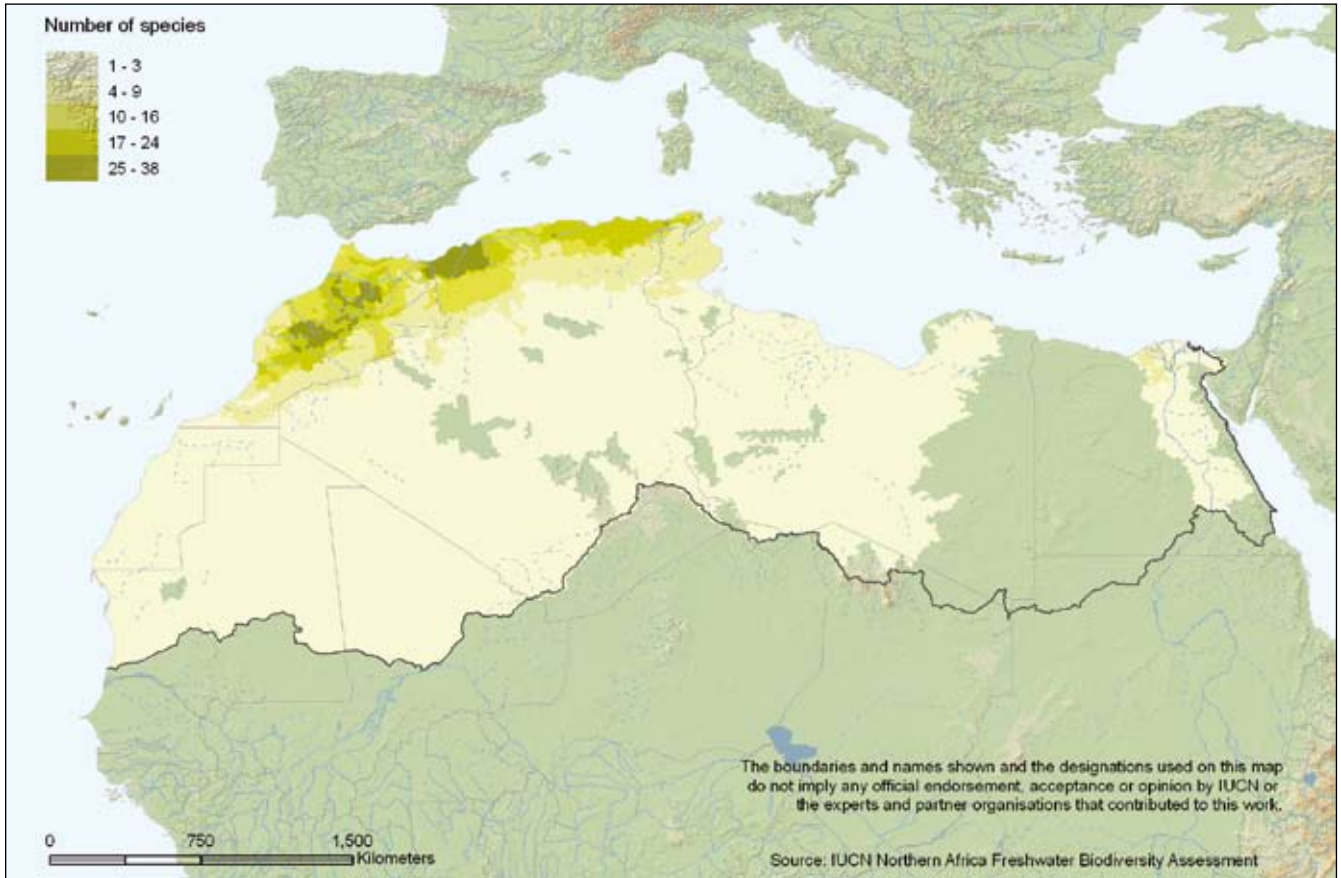 Number of species
1 - 3
4 - 9
10 - 16
17 - 24
25 - 38
The boundaries and names shown and the designations used on this map
do not imply any official endorsement, acceptance or opinion by IUCN or
the experts and partner organisations that contributed to this work.
0 750 1,500
Kilometers
Source: IUCN Northern Africa Freshwater Biodiversity Assessment